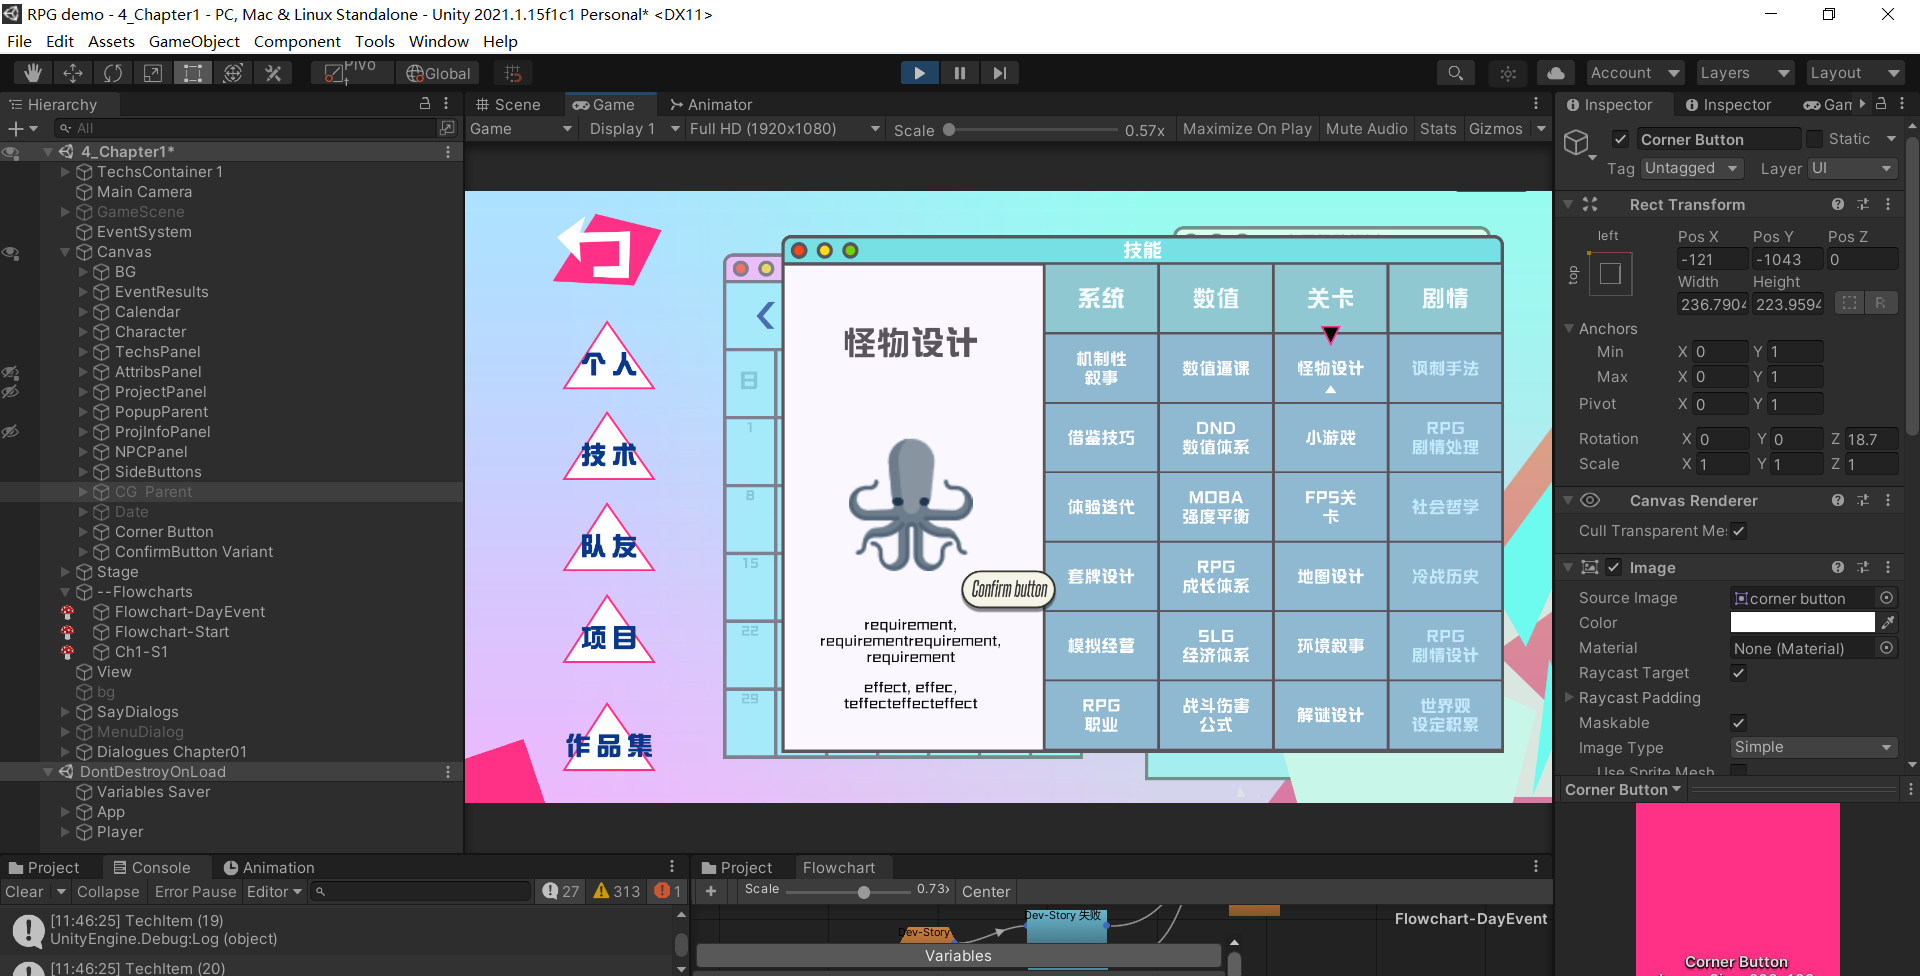 RPG demo - 4_Chapter1 - PC, Mac & Linux Standalone - Unity 2021.1.15f1c1 Personal* <DX11>
File Edit Assets GameObject Component Tools Window Help
Pivot Global Account Layers Layout
Hierarchy
All
4_Chapter1*
TechsContainer 1
Main Camera
GameScene
EventSystem
Canvas
BG
EventResults
Calendar
Character
TechsPanel
AttribsPanel
ProjectPanel
PopupParent
ProjInfoPanel
NPCPanel
SideButtons
CG Parent
Date
Corner Button
ConfirmButton Variant
Stage
--Flowcharts
Flowchart-DayEvent
Flowchart-Start
Ch1-S1
View
bg
SayDialogs
MenuDialog
Dialogues Chapter01
DontDestroyOnLoad
Variables Saver
App
Player
Scene Game Animator
Game Display 1 Full HD (1920x1080) Scale 0.57x Maximize On Play Mute Audio Stats Gizmos
个人
技术
队友
项目
作品集
日
1
8
15
22
29
技能
怪物设计
Confirm button
requirement,
requirementrequirement,
requirement
effect, effec,
teffecteffecteffect
系统 数值 关卡 剧情
机制性
叙事
数值逼课
怪物设计
讽刺手法
借鉴技巧
DND
数值体系
小游戏
RPG
剧情处理
体验迭代
MOBA
强度平衡
FPS关
卡
社会哲学
套牌设计
RPG
成长体系
地图设计
冷战历史
模拟经营
SLG
经济体系
环境叙事
RPG
剧情设计
RPG
职业
战斗伤害
公式
解谜设计
世界观
设定积累
Inspector Inspector Gam
Corner Button Static
Tag Untagged Layer UI
Rect Transform
left
top
Pos X Pos Y Pos Z
-121 -1043 0
Width Height
236.7904 223.9594 R
Anchors
Min X 0 Y 1
Max X 0 Y 1
Pivot X 0 Y 1
Rotation X 0 Y 0 Z 18.7
Scale X 1 Y 1 Z 1
Canvas Renderer
Cull Transparent Me
Image
Source Image corner button
Color
Material None (Material)
Raycast Target
Raycast Padding
Maskable
Image Type Simple
Use Sprite Mesh
Corner Button
Corner Button
Project Console Animation
Clear Collapse Error Pause Editor 27 313 1
[11:46:25] TechItem (19)
UnityEngine.Debug:Log (object)
[11:46:25] TechItem (20)
Project Flowchart
Scale 0.73x Center
Dev-Story
Dev-Story 失败
Flowchart-DayEvent
Variables